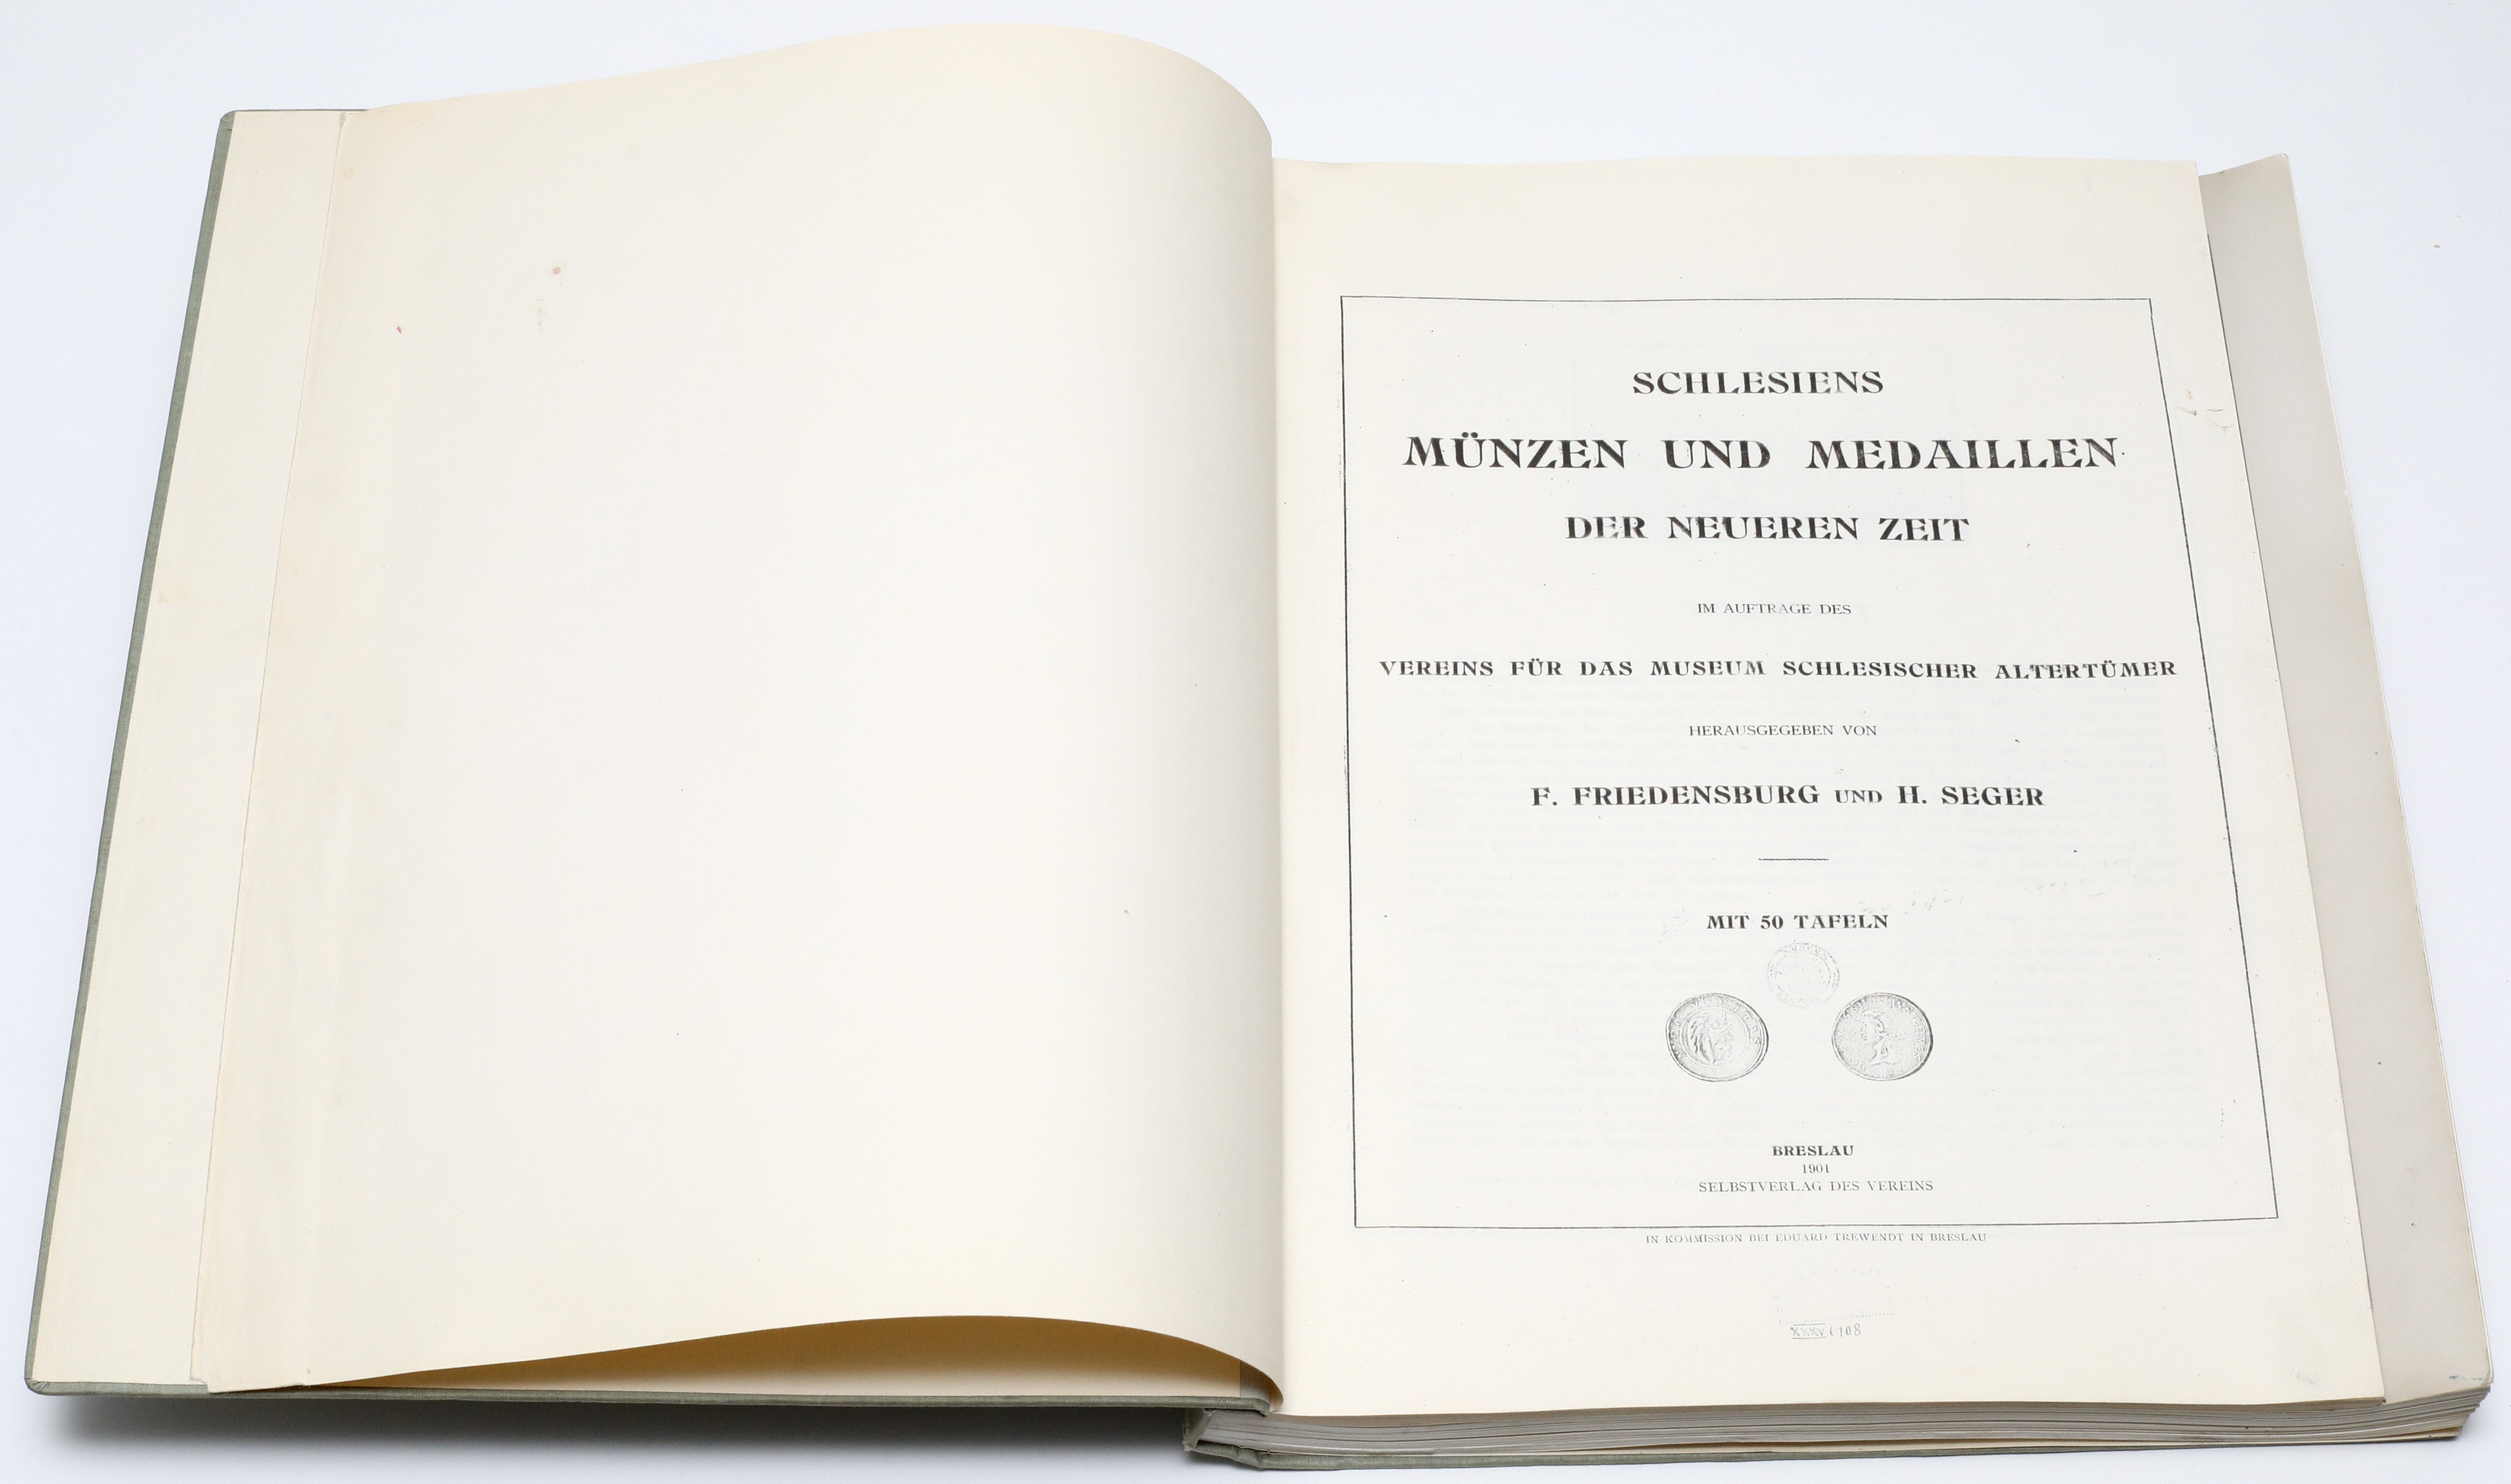 SCHLESIENS
MÜNZEN UND MEDAILLEN
DER NEUEREN ZEIT
IM AUFTRAGE DES
VEREINS FÜR DAS MUSEUM SCHLESISCHER ALTERTÜMER
HERAUSGEGEBEN VON
F. FRIEDENSBURG UND H. SEGER
MIT 50 TAFELN
BRESLAU
1901
SELBSTVERLAG DES VEREINS
IN KOMMISSION BEI EDUARD TREWENDT IN BRESLAU